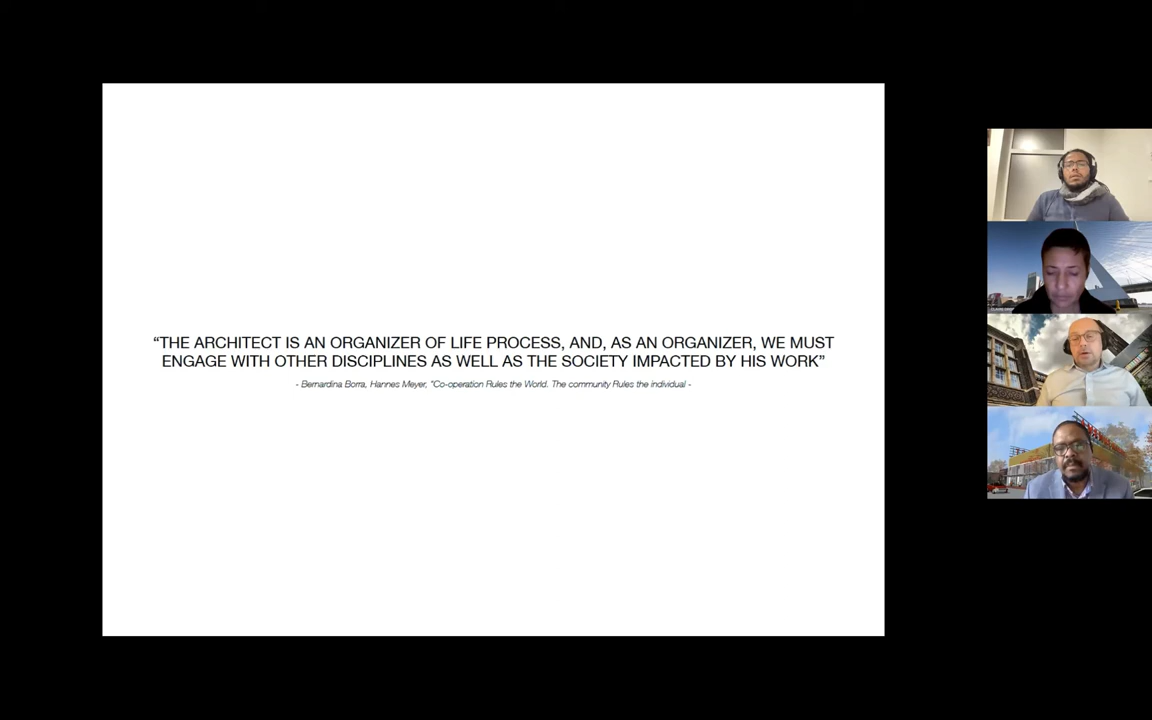 “THE ARCHITECT IS AN ORGANIZER OF LIFE PROCESS, AND, AS AN ORGANIZER, WE MUST
ENGAGE WITH OTHER DISCIPLINES AS WELL AS THE SOCIETY IMPACTED BY HIS WORK”
- Bernardina Borra, Hannes Meyer, “Co-operation Rules the World. The community Rules the individual -